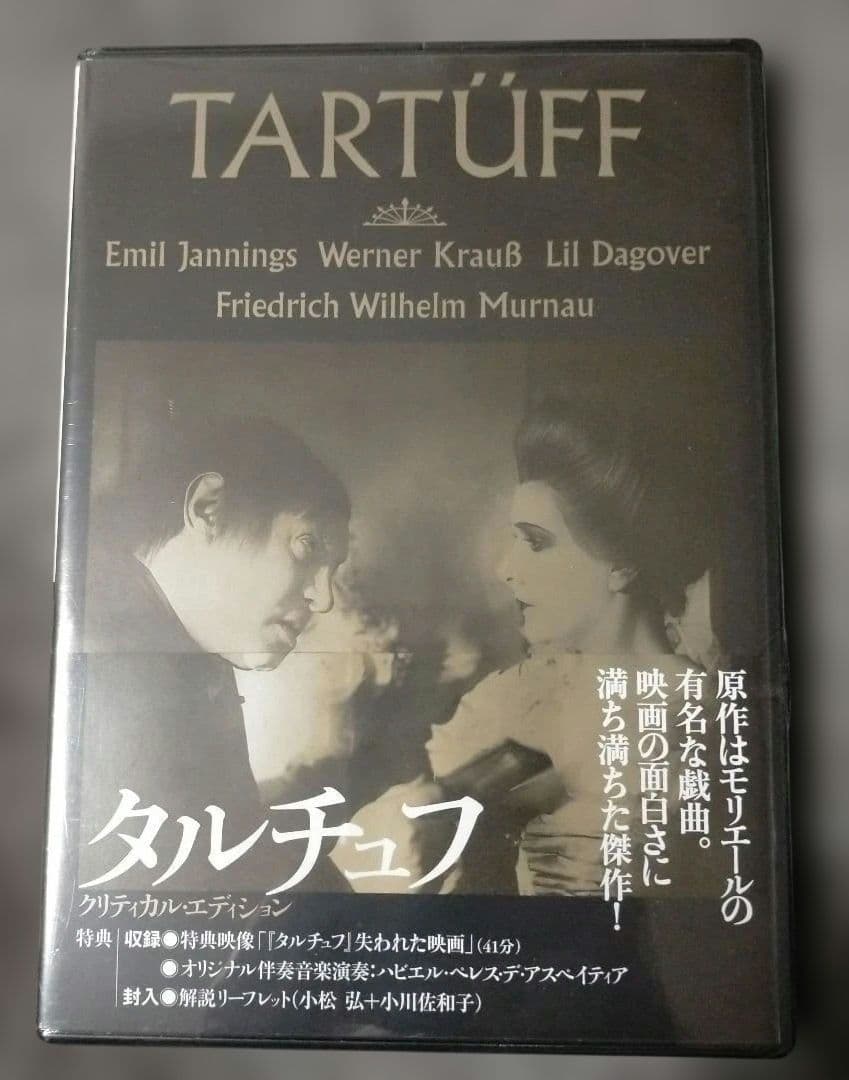 TARTÜFF
Emil Jannings Werner Krauß Lil Dagover
Friedrich Wilhelm Murnau
原作はモリエールの
有名な戯曲。
映画の面白さに
満ち満ちた傑作！
タルチュフ
クリティカル・エディション
特典 収録●特典映像「『タルチュフ』失われた映画」(41分)
●オリジナル伴奏音楽演奏：ハビエル・ペレス・デ・アスペイティア
封入●解説リーフレット(小松 弘＋小川佐和子)